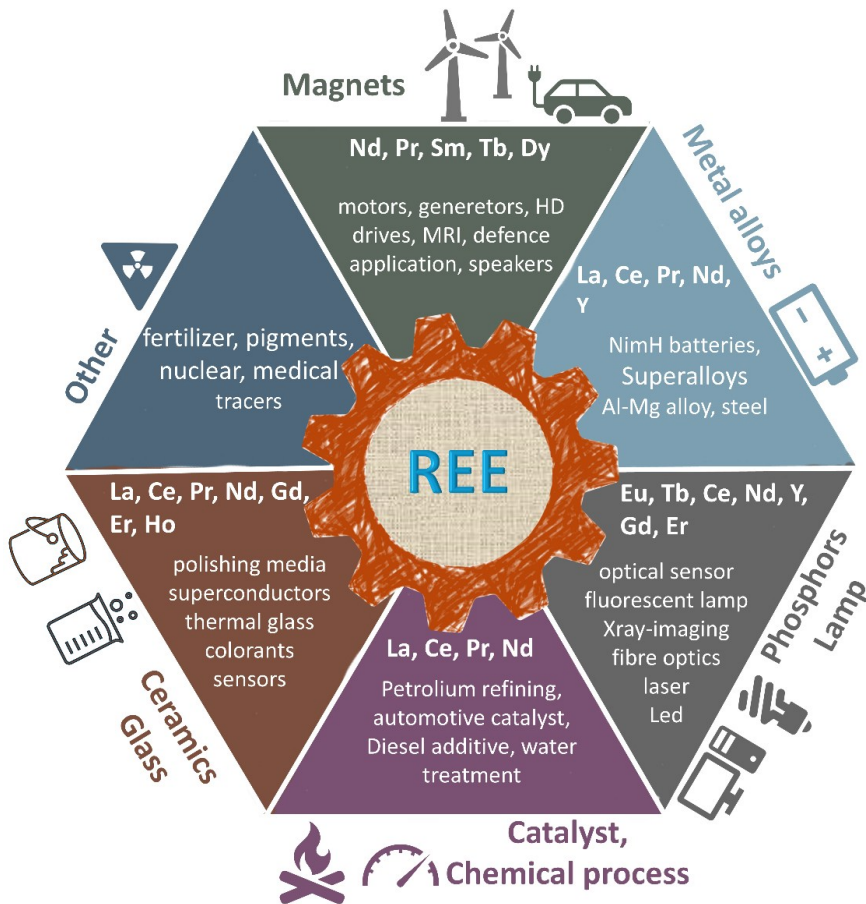 Magnets
Nd, Pr, Sm, Tb, Dy
motors, generetors, HD
drives, MRI, defence
application, speakers
Metal alloys
La, Ce, Pr, Nd,
Y
NimH batteries,
Superalloys
Al-Mg alloy, steel
Other
fertilizer, pigments,
nuclear, medical
tracers
REE
La, Ce, Pr, Nd, Gd,
Er, Ho
polishing media
superconductors
thermal glass
colorants
sensors
Ceramics
Glass
Eu, Tb, Ce, Nd, Y,
Gd, Er
optical sensor
fluorescent lamp
Xray-imaging
fibre optics
laser
Led
Phosphors
Lamp
La, Ce, Pr, Nd
Petrolium refining,
automotive catalyst,
Diesel additive, water
treatment
Catalyst,
Chemical process